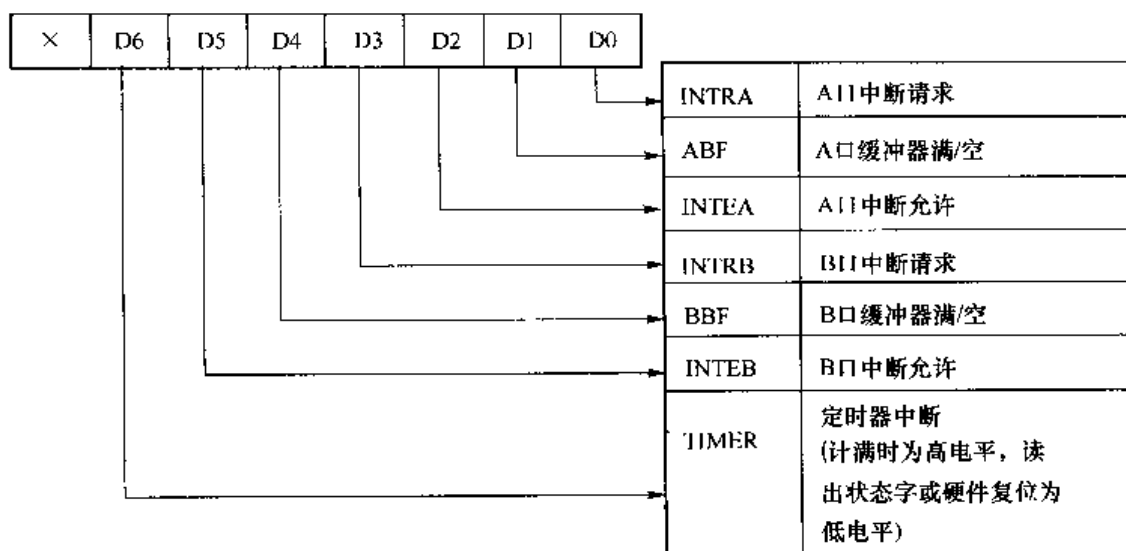 × D6 D5 D4 D3 D2 D1 D0
INTRA A口中断请求
ABF A口缓冲器满/空
INTEA A口中断允许
INTRB B口中断请求
BBF B口缓冲器满/空
INTEB B口中断允许
TIMER 定时器中断
(计满时为高电平，读
出状态字或硬件复位为
低电平)